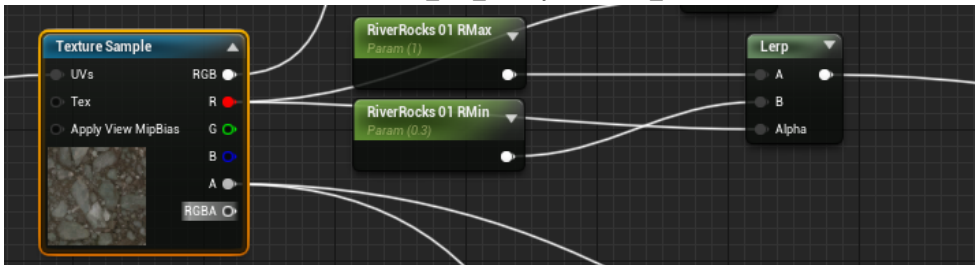 Texture Sample
UVs
RGB
Tex
R
Apply View MipBias
G
B
A
RGBA
RiverRocks 01 RMax
Param (1)
RiverRocks 01 RMin
Param (0.3)
Lerp
A
B
Alpha